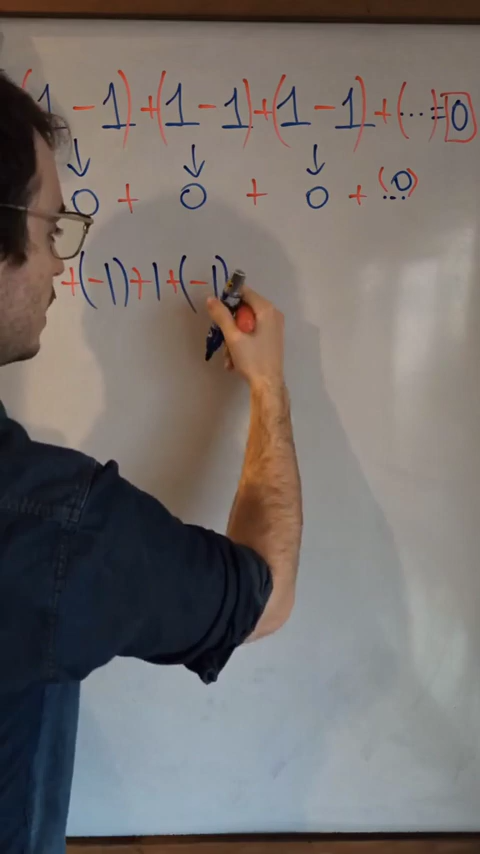 (1 - 1) + (1 - 1) + (1 - 1) + (...) = 0
0 + 0 + 0 + (0)
+ (-1) + 1 + (-1)